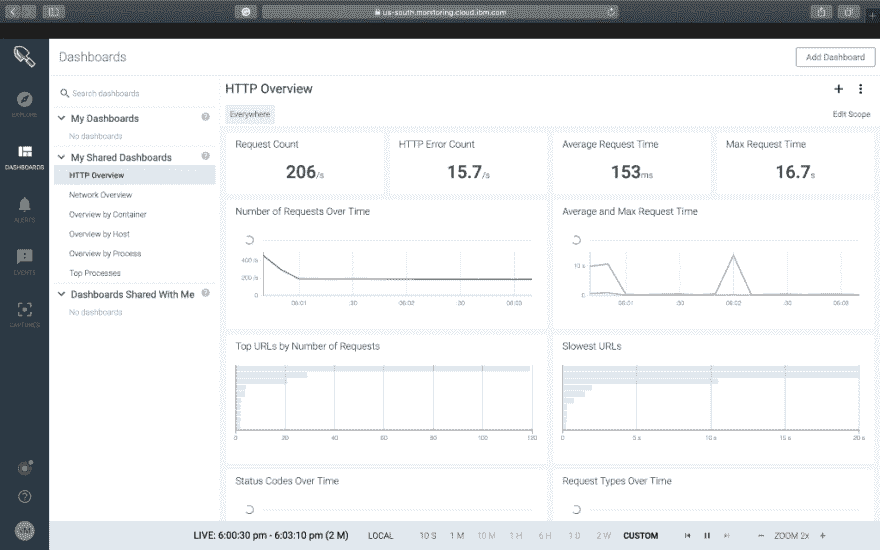 us-south.monitoring.cloud.ibm.com
Dashboards
Add Dashboard
Search dashboards
My Dashboards
No dashboards
My Shared Dashboards
HTTP Overview
Network Overview
Overview by Container
Overview by Host
Overview by Process
Top Processes
Dashboards Shared With Me
No dashboards
EXPLORE
DASHBOARDS
ALERTS
EVENTS
CAPTURES
HTTP Overview
Everywhere
Edit Scope
Request Count
206/s
HTTP Error Count
15.7/s
Average Request Time
153ms
Max Request Time
16.7s
Number of Requests Over Time
400 /s
200 /s
0
06:01 :30 06:02 :30 06:03
Average and Max Request Time
10 s
0
06:01 :30 06:02 :30 06:03
Top URLs by Number of Requests
0 20 40 60 80 100 120
Slowest URLs
0 5 s 10 s 15 s 20 s
Status Codes Over Time
Request Types Over Time
LIVE: 6:00:30 pm - 6:03:10 pm (2 M) LOCAL 10 S 1 M 10 M 1 H 6 H 1 D 2 W CUSTOM ZOOM 2x